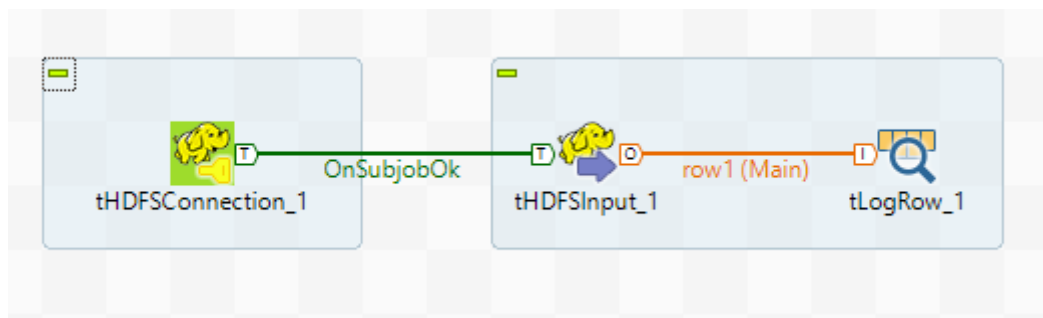 T
OnSubjobOk
T
O
row1 (Main)
I
tHDFSConnection_1
tHDFSInput_1
tLogRow_1